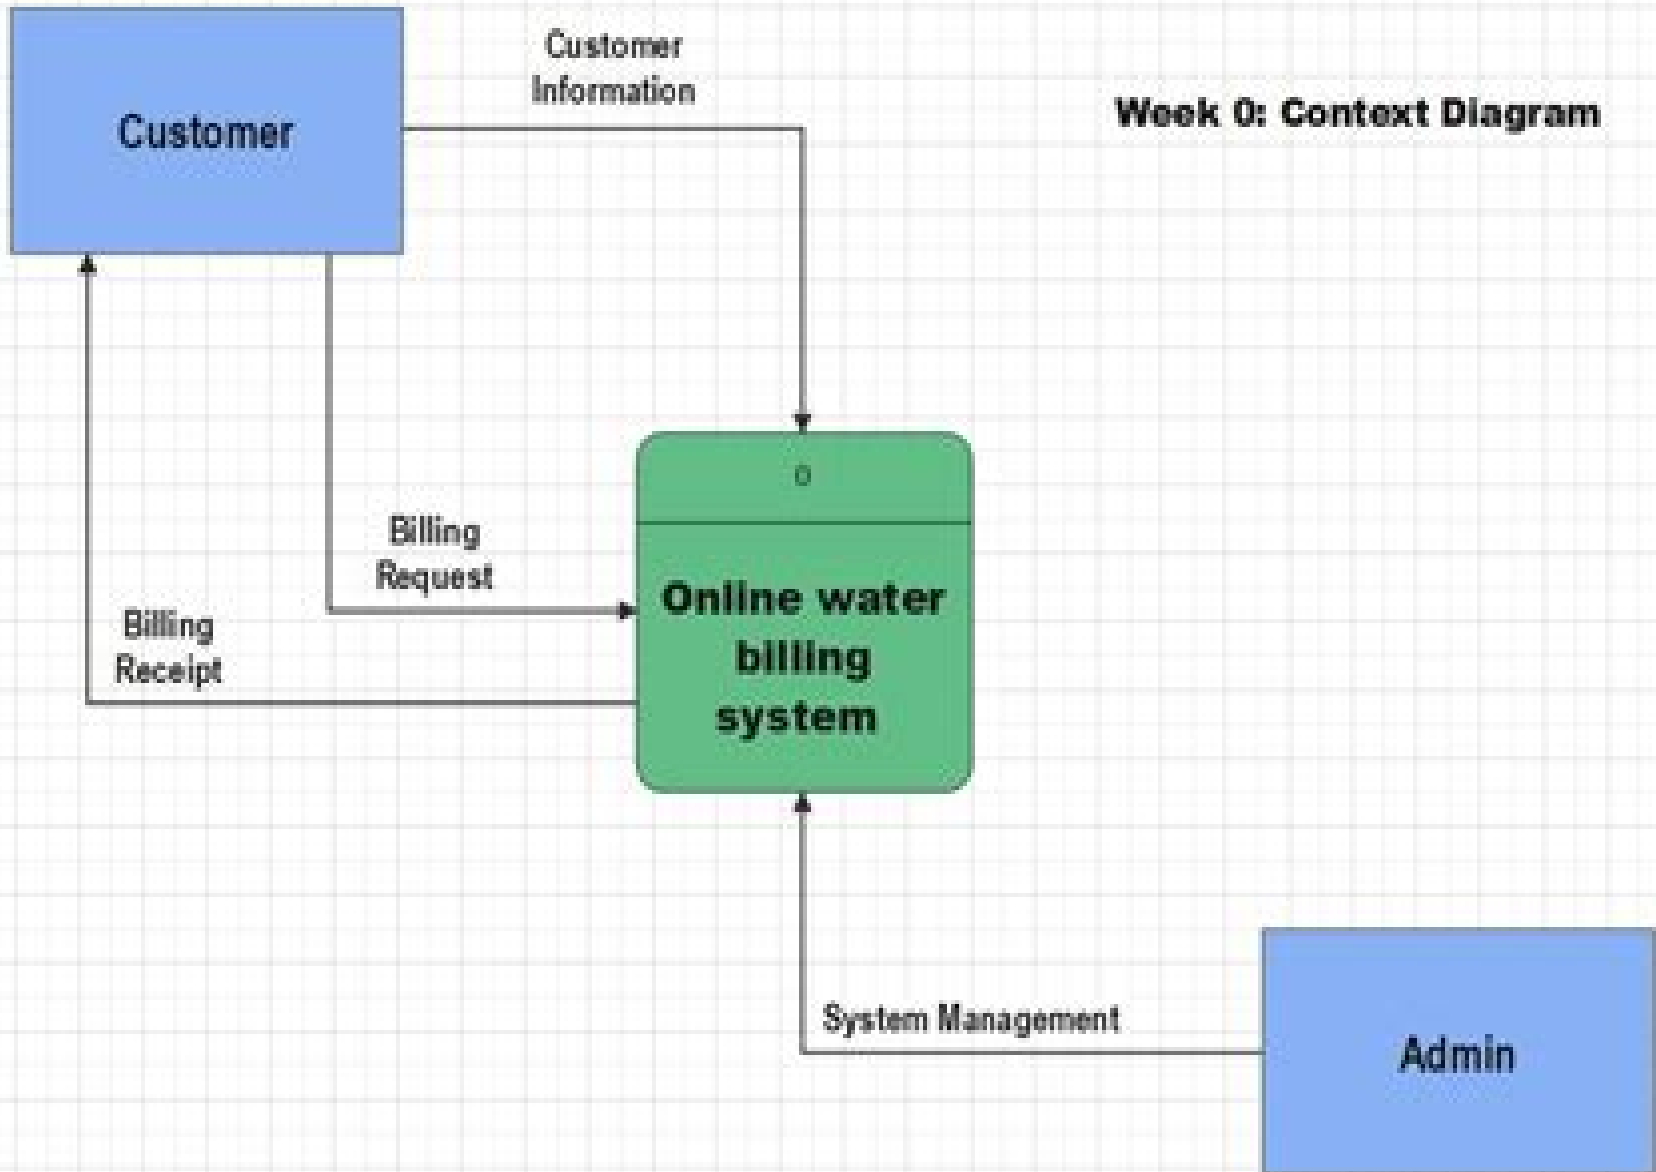 Customer
Information
Week 0: Context Diagram
Customer
0
Billing
Request
Online water
billing
system
Billing
Receipt
System Management
Admin